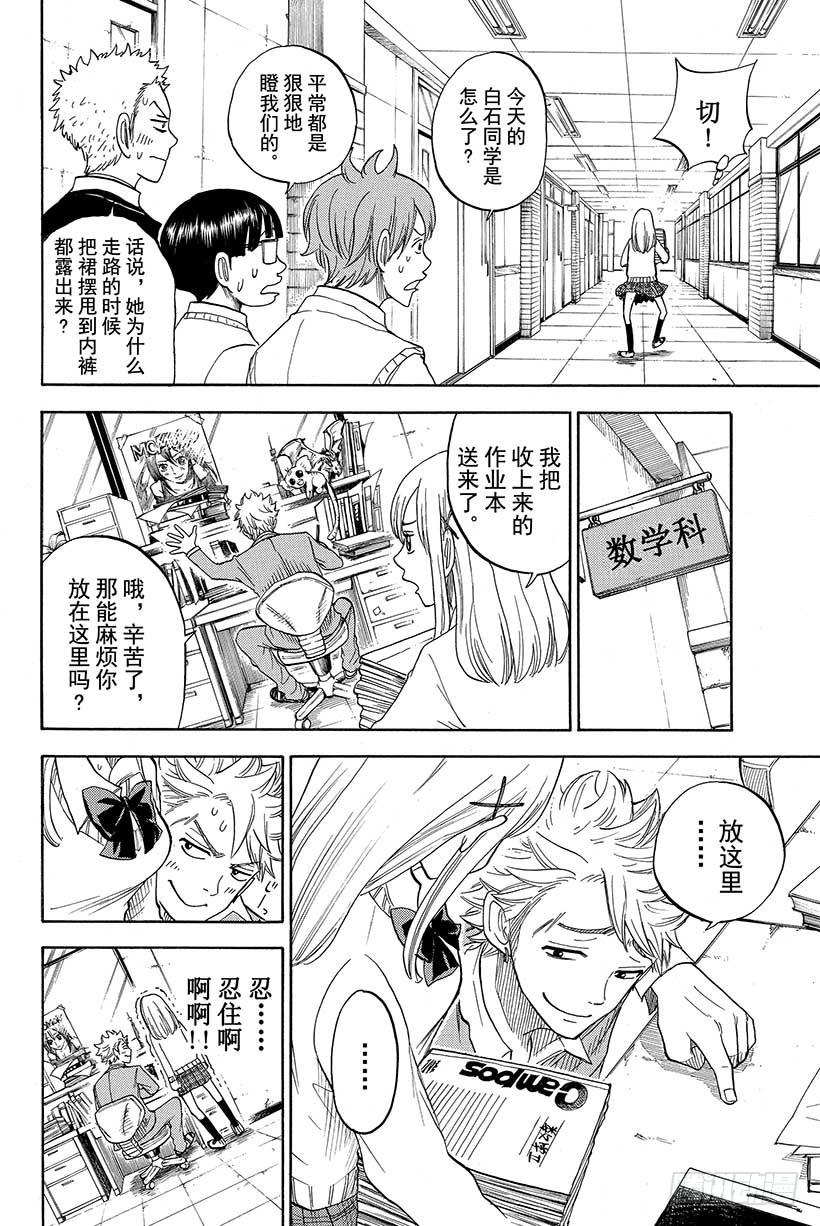 切！
今天的
白石同学是
怎么了？
平常都是
狠狠地
瞪我们的。
话说，她为什么
走路的时候
把裙摆甩到内裤
都露出来？
数学科
我把
收上来的
作业本
送来了。
MC
哦，辛苦了，
那能麻烦你
放在这里吗？
放这里
……
……
Campos
忍……
忍住啊
啊啊!!